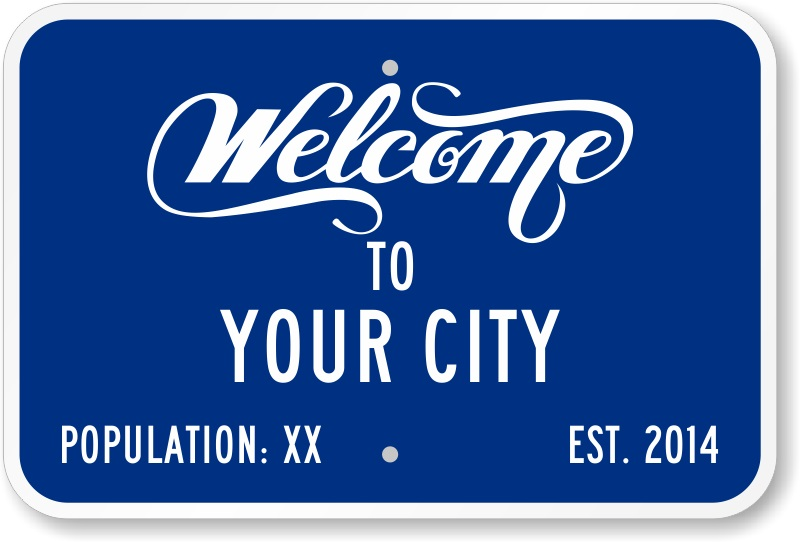 Welcome
TO
YOUR CITY
POPULATION: XX
EST. 2014